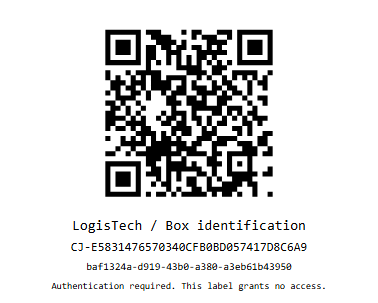 LogisTech / Box identification
CJ-E5831476570340CFB0BD057417D8C6A9
baf1324a-d919-43b0-a380-a3eb61b43950
Authentication required. This label grants no access.